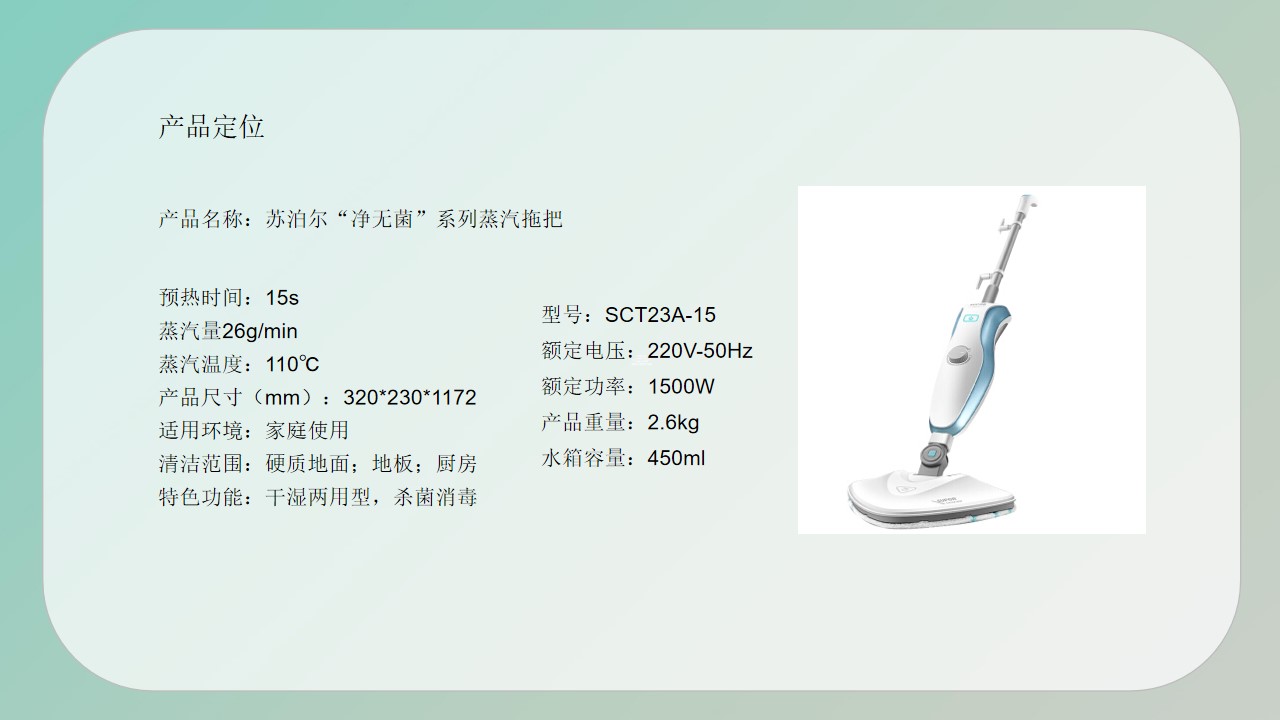 产品定位
产品名称：苏泊尔“净无菌”系列蒸汽拖把
预热时间：15s
蒸汽量26g/min
蒸汽温度：110℃
产品尺寸（mm）：320*230*1172
适用环境：家庭使用
清洁范围：硬质地面；地板；厨房
特色功能：干湿两用型，杀菌消毒
型号：SCT23A-15
额定电压：220V-50Hz
额定功率：1500W
产品重量：2.6kg
水箱容量：450ml